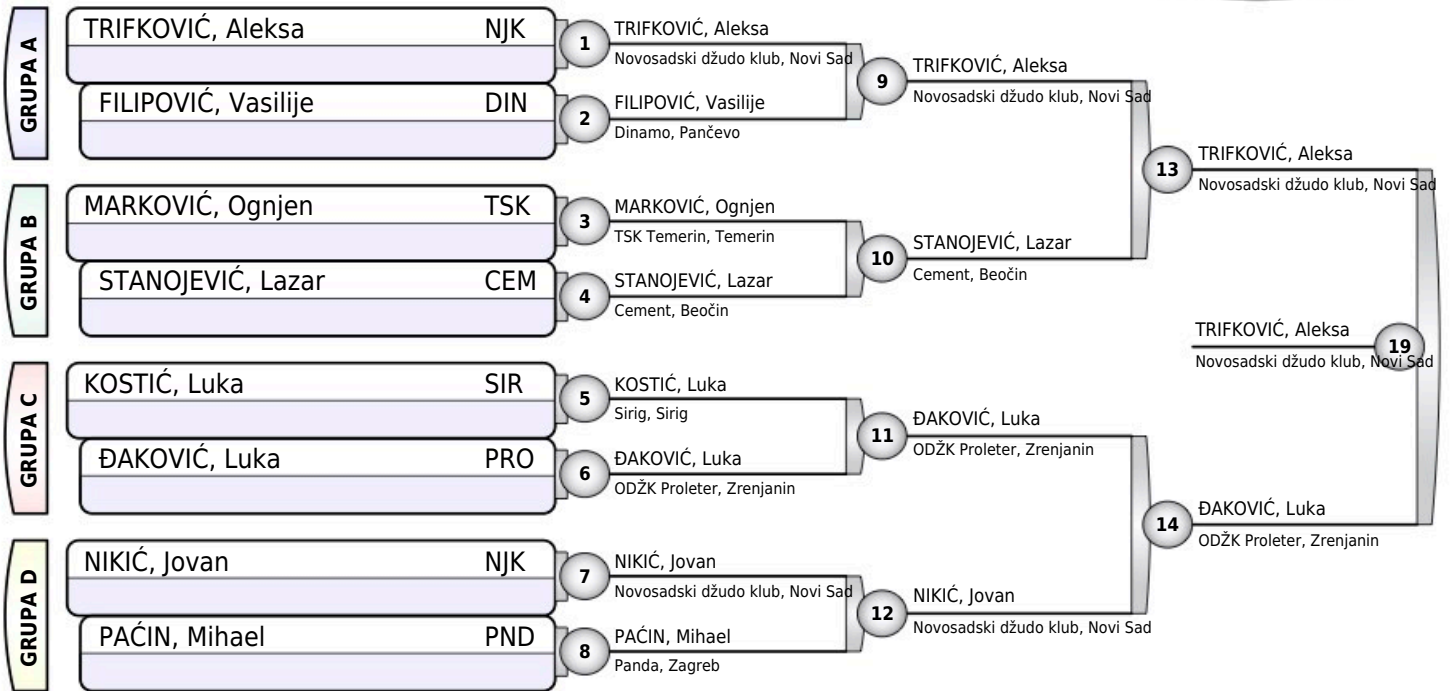 GRUPA A
TRIFKOVIĆ, Aleksa NJK
FILIPOVIĆ, Vasilije DIN
GRUPA B
MARKOVIĆ, Ognjen TSK
STANOJEVIĆ, Lazar CEM
GRUPA C
KOSTIĆ, Luka SIR
ĐAKOVIĆ, Luka PRO
GRUPA D
NIKIĆ, Jovan NJK
PAĆIN, Mihael PND
1
TRIFKOVIĆ, Aleksa
Novosadski džudo klub, Novi Sad
2
FILIPOVIĆ, Vasilije
Dinamo, Pančevo
3
MARKOVIĆ, Ognjen
TSK Temerin, Temerin
4
STANOJEVIĆ, Lazar
Cement, Beočin
5
KOSTIĆ, Luka
Sirig, Sirig
6
ĐAKOVIĆ, Luka
ODŽK Proleter, Zrenjanin
7
NIKIĆ, Jovan
Novosadski džudo klub, Novi Sad
8
PAĆIN, Mihael
Panda, Zagreb
9
TRIFKOVIĆ, Aleksa
Novosadski džudo klub, Novi Sad
10
STANOJEVIĆ, Lazar
Cement, Beočin
11
ĐAKOVIĆ, Luka
ODŽK Proleter, Zrenjanin
12
NIKIĆ, Jovan
Novosadski džudo klub, Novi Sad
13
TRIFKOVIĆ, Aleksa
Novosadski džudo klub, Novi Sad
14
ĐAKOVIĆ, Luka
ODŽK Proleter, Zrenjanin
TRIFKOVIĆ, Aleksa
19
Novosadski džudo klub, Novi Sad